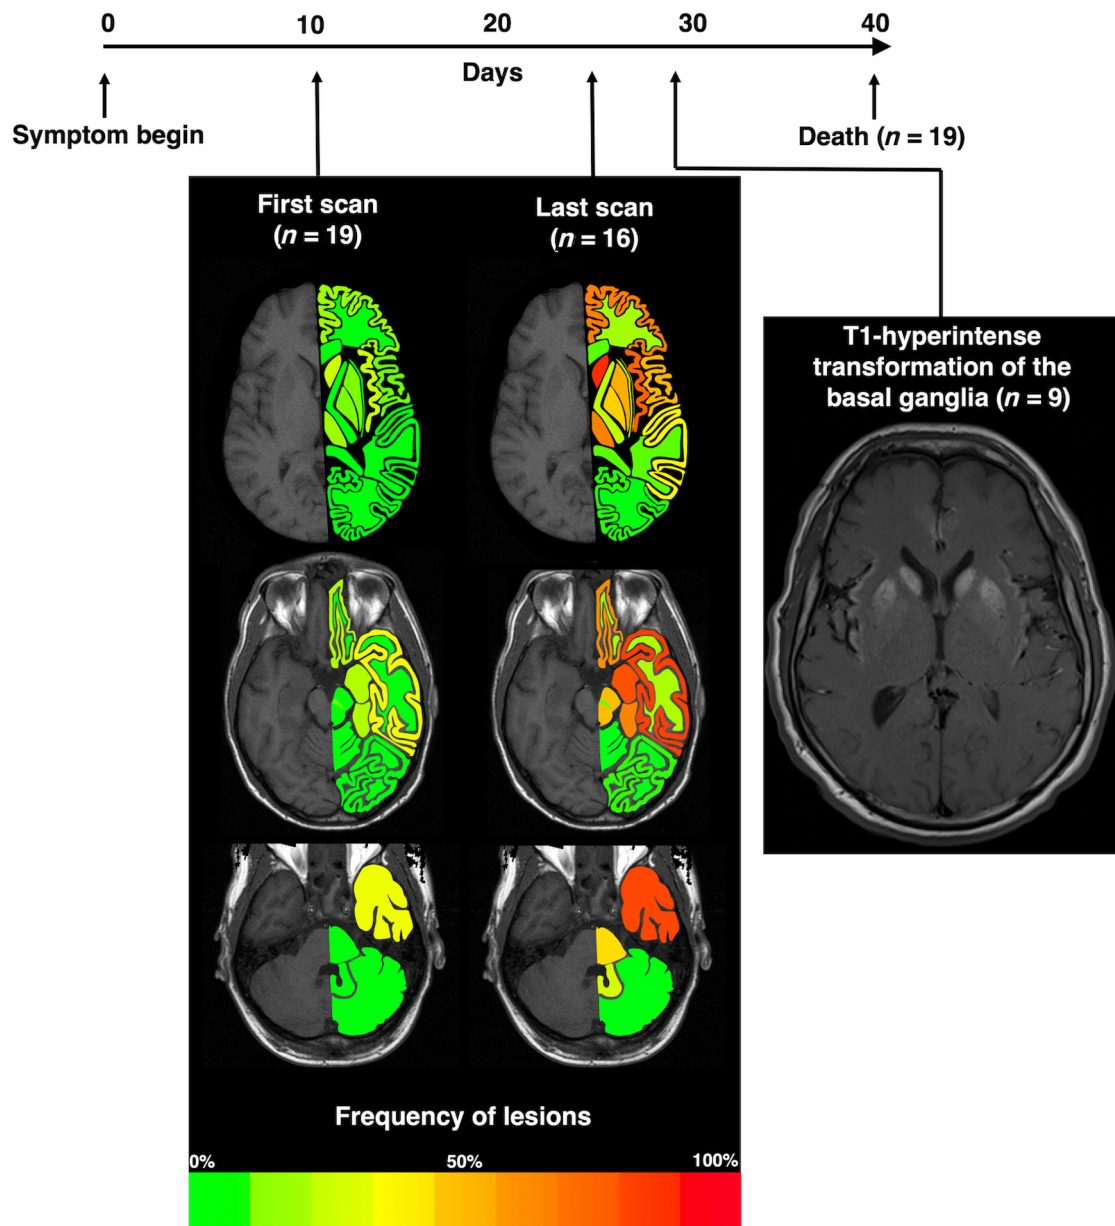 0 10 20 30 40
Days
Symptom begin
Death (n = 19)
First scan
(n = 19)
Last scan
(n = 16)
T1-hyperintense
transformation of the
basal ganglia (n = 9)
Frequency of lesions
0% 50% 100%